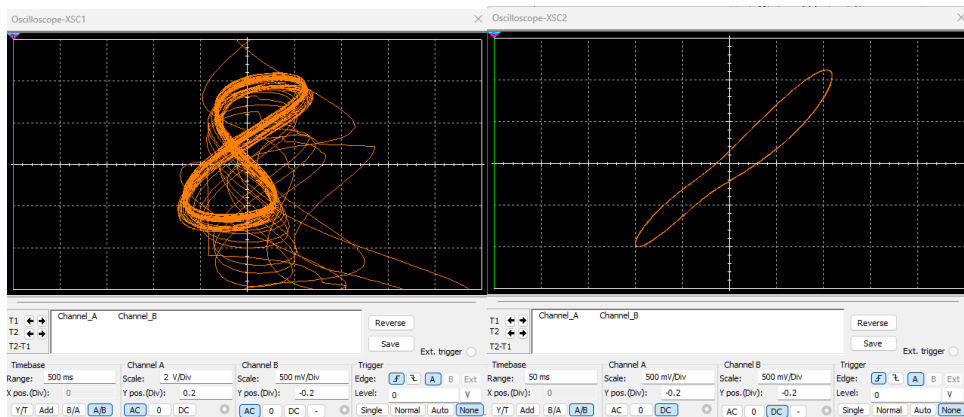 Oscilloscope-XSC1
T1
T2
T2-T1
Channel_A Channel_B
Reverse
Save
Ext. trigger
Timebase
Range: 500 ms
X pos.(Div): 0
Y/T Add B/A A/B
Channel A
Scale: 2 V/Div
Y pos.(Div): 0.2
AC 0 DC
Channel B
Scale: 500 mV/Div
Y pos.(Div): -0.2
AC 0 DC -
Trigger
Edge: A B Ext
Level: 0 V
Single Normal Auto None
Oscilloscope-XSC2
T1
T2
T2-T1
Channel_A Channel_B
Reverse
Save
Ext. trigger
Timebase
Range: 50 ms
X pos.(Div): 0
Y/T Add B/A A/B
Channel A
Scale: 500 mV/Div
Y pos.(Div): -0.2
AC 0 DC
Channel B
Scale: 500 mV/Div
Y pos.(Div): -0.2
AC 0 DC -
Trigger
Edge: A B Ext
Level: 0 V
Single Normal Auto None